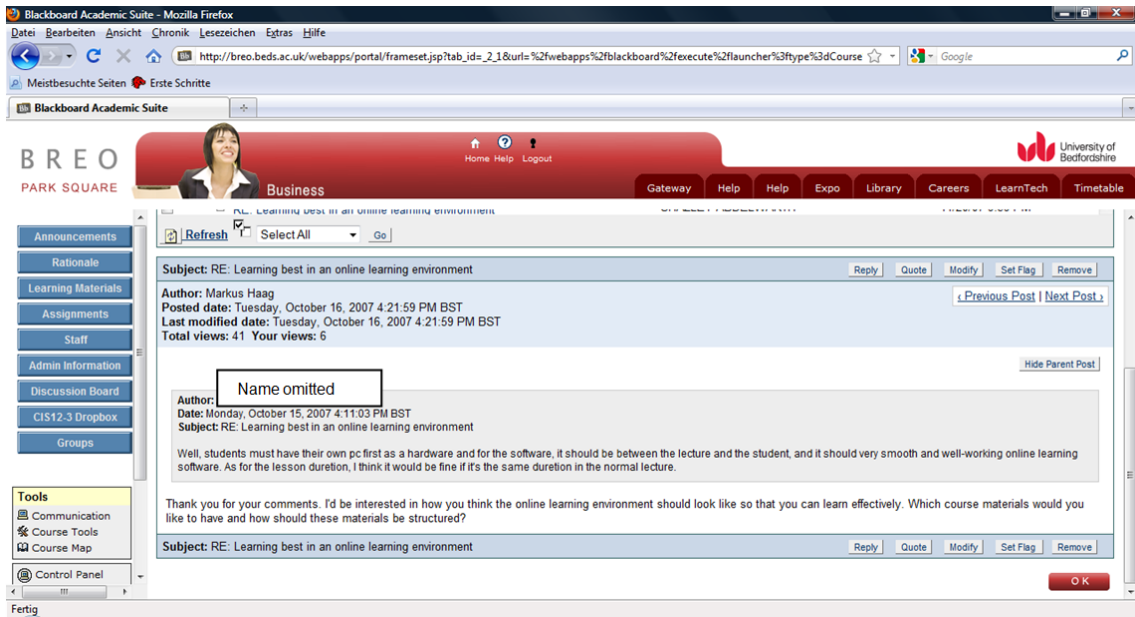 Blackboard Academic Suite - Mozilla Firefox
Datei Bearbeiten Ansicht Chronik Lesezeichen Extras Hilfe
http://breo.beds.ac.uk/webapps/portal/frameset.jsp?tab_id=_2_1&url=%2fwebapps%2fblackboard%2fexecute%2flauncher%3ftype%3dCourse Google
Meistbesuchte Seiten Erste Schritte
Blackboard Academic Suite
BREO
PARK SQUARE
Home Help Logout
Business
University of
Bedfordshire
Gateway Help Help Expo Library Careers LearnTech Timetable
Announcements
Rationale
Learning Materials
Assignments
Staff
Admin Information
Discussion Board
CIS12-3 Dropbox
Groups
Tools
Communication
Course Tools
Course Map
Control Panel
RE: Learning best in an online learning environment
Refresh Select All Go
Subject: RE: Learning best in an online learning environment Reply Quote Modify Set Flag Remove
Author: Markus Haag ‹ Previous Post | Next Post ›
Posted date: Tuesday, October 16, 2007 4:21:59 PM BST
Last modified date: Tuesday, October 16, 2007 4:21:59 PM BST
Total views: 41 Your views: 6
Hide Parent Post
Name omitted
Author:
Date: Monday, October 15, 2007 4:11:03 PM BST
Subject: RE: Learning best in an online learning environment
Well, students must have their own pc first as a hardware and for the software, it should be between the lecture and the student, and it should very smooth and well-working online learning
software. As for the lesson duretion, I think it would be fine if it's the same duretion in the normal lecture.
Thank you for your comments. I'd be interested in how you think the online learning environment should look like so that you can learn effectively. Which course materials would you
like to have and how should these materials be structured?
Subject: RE: Learning best in an online learning environment Reply Quote Modify Set Flag Remove
OK
Fertig